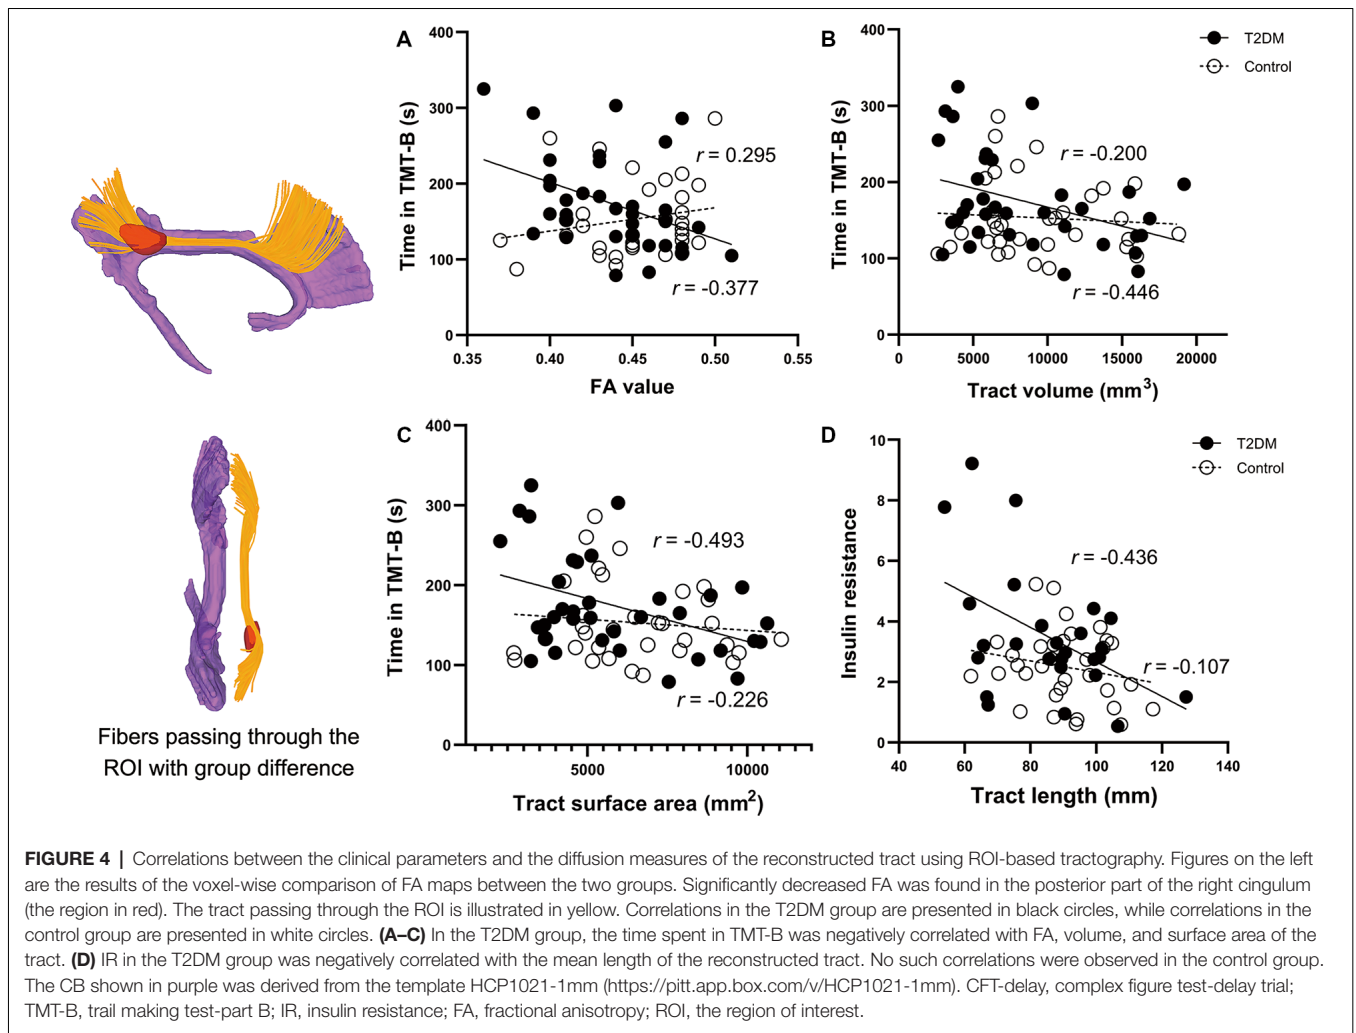 A
400
300
200
100
0
Time in TMT-B (s)
r = 0.295
r = -0.377
0.35 0.40 0.45 0.50 0.55
FA value
B
T2DM
Control
400
300
200
100
0
Time in TMT-B (s)
r = -0.200
r = -0.446
0 5000 10000 15000 20000
Tract volume (mm³)
Fibers passing through the
ROI with group difference
C
400
300
200
100
0
Time in TMT-B (s)
r = -0.493
r = -0.226
5000 10000
Tract surface area (mm²)
D
T2DM
Control
10
8
6
4
2
0
Insulin resistance
r = -0.436
r = -0.107
40 60 80 100 120 140
Tract length (mm)
FIGURE 4 | Correlations between the clinical parameters and the diffusion measures of the reconstructed tract using ROI-based tractography. Figures on the left
are the results of the voxel-wise comparison of FA maps between the two groups. Significantly decreased FA was found in the posterior part of the right cingulum
(the region in red). The tract passing through the ROI is illustrated in yellow. Correlations in the T2DM group are presented in black circles, while correlations in the
control group are presented in white circles. (A–C) In the T2DM group, the time spent in TMT-B was negatively correlated with FA, volume, and surface area of the
tract. (D) IR in the T2DM group was negatively correlated with the mean length of the reconstructed tract. No such correlations were observed in the control group.
The CB shown in purple was derived from the template HCP1021-1mm (https://pitt.app.box.com/v/HCP1021-1mm). CFT-delay, complex figure test-delay trial;
TMT-B, trail making test-part B; IR, insulin resistance; FA, fractional anisotropy; ROI, the region of interest.